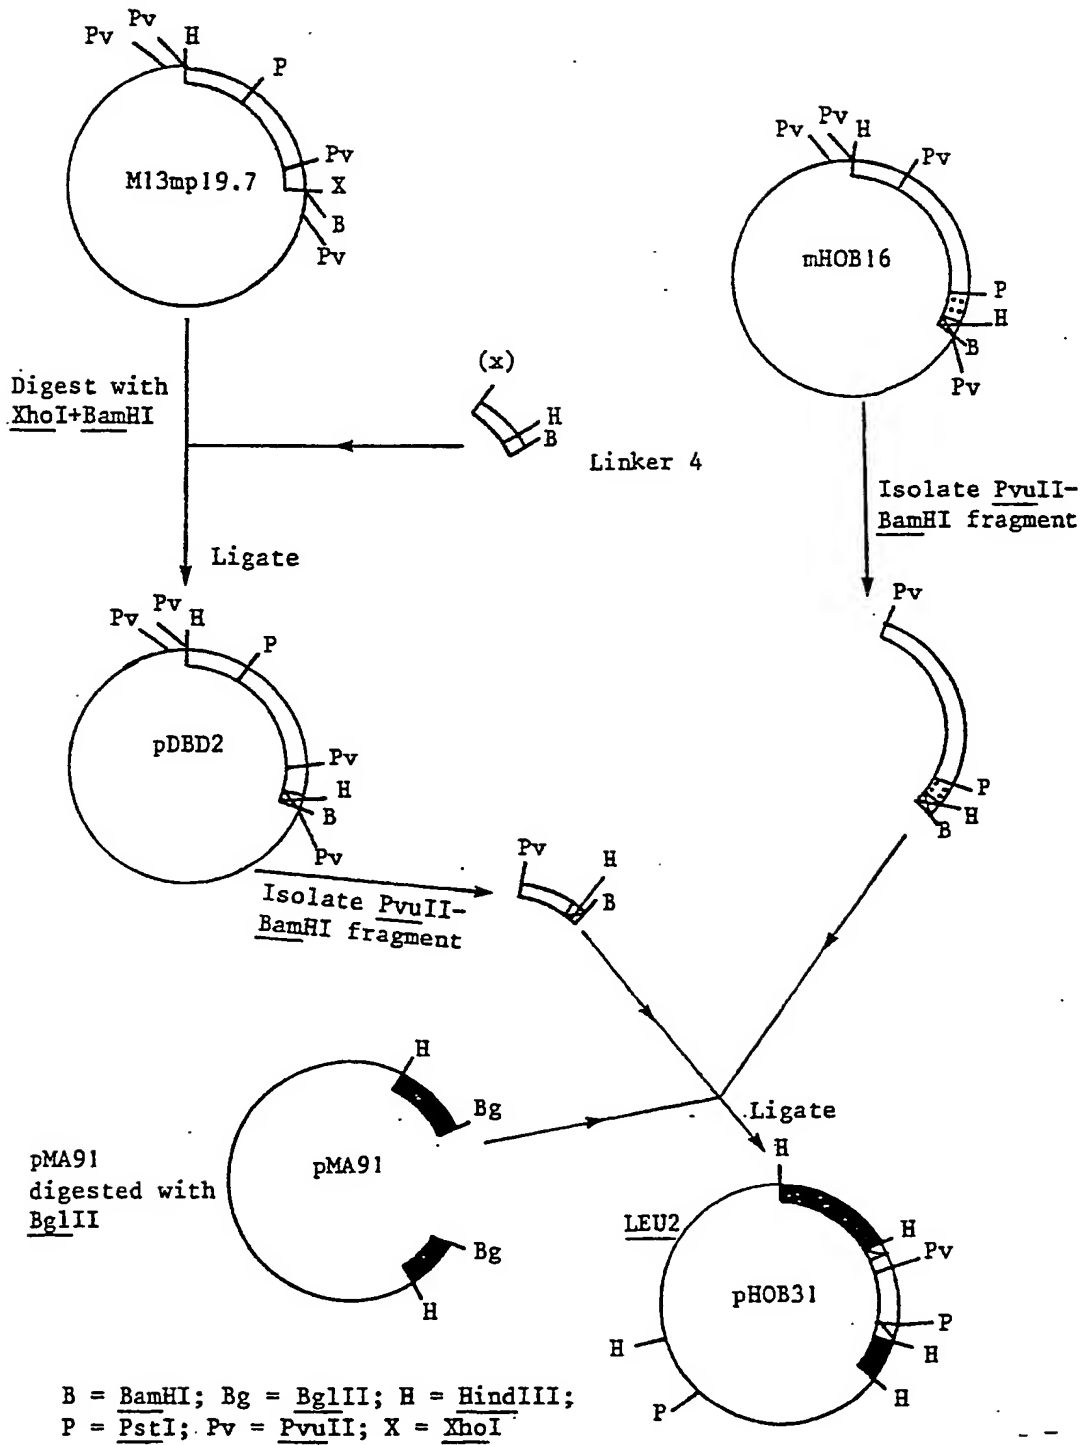 Pv
Pv
H
P
Pv
X
B
Pv
M13mp19.7
Pv
Pv
H
Pv
mHOB16
P
H
B
Pv
Digest with
XhoI+BamHI
(x)
H
B
Linker 4
Isolate PvuII-
BamHI fragment
Ligate
Pv
Pv
H
P
pDBD2
Pv
H
B
Pv
Pv
P
H
B
Isolate PvuII-
BamHI fragment
Pv
H
B
H
Bg
pMA91
Bg
H
pMA91
digested with
BglII
Ligate
H
LEU2
H
Pv
pHOB31
P
H
H
H
P
B = BamHI; Bg = BglII; H = HindIII;
P = PstI; Pv = PvuII; X = XhoI